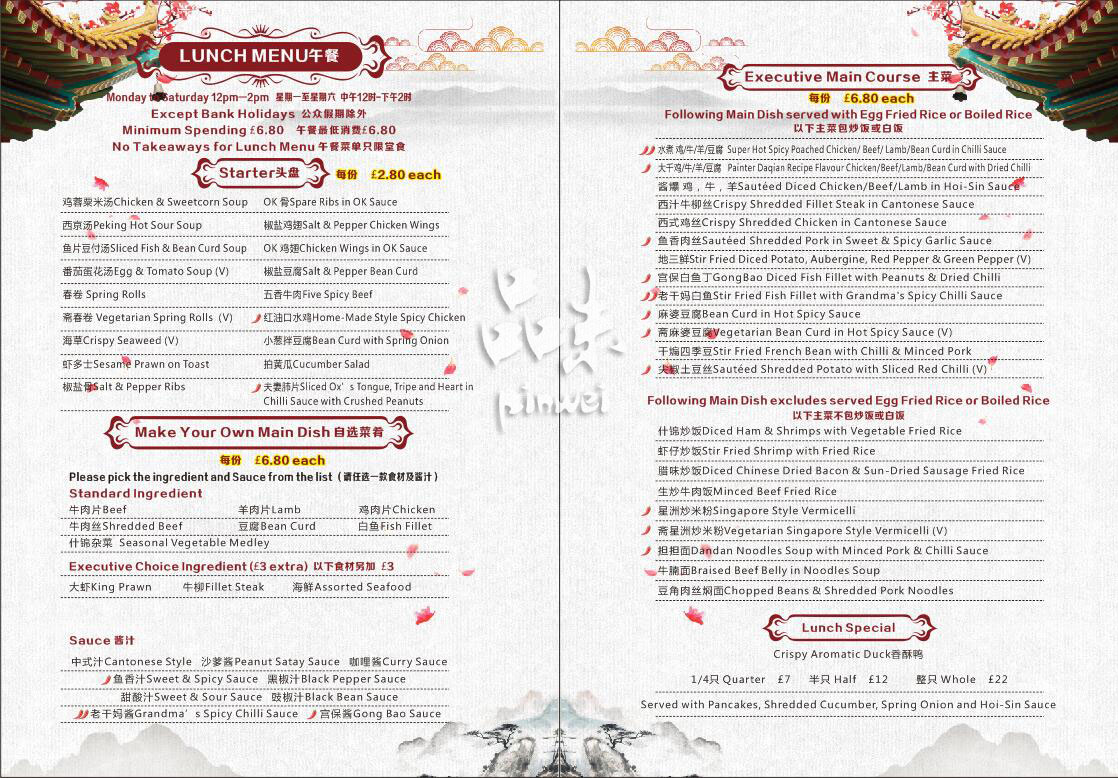 LUNCH MENU午餐
Monday to Saturday 12pm—2pm 星期一至星期六 中午12时-下午2时
Except Bank Holidays 公众假期除外
Minimum Spending £6.80 午餐最低消费£6.80
No Takeaways for Lunch Menu 午餐菜单只限堂食
Starter头盘 每份 £2.80 each
鸡蓉粟米汤Chicken & Sweetcorn Soup OK 骨Spare Ribs in OK Sauce
西京汤Peking Hot Sour Soup 椒盐鸡翅Salt & Pepper Chicken Wings
鱼片豆付汤Sliced Fish & Bean Curd Soup OK 鸡翅Chicken Wings in OK Sauce
番茄蛋花汤Egg & Tomato Soup (V) 椒盐豆腐Salt & Pepper Bean Curd
春卷 Spring Rolls 五香牛肉Five Spicy Beef
斋春卷 Vegetarian Spring Rolls (V) 红油口水鸡Home-Made Style Spicy Chicken
海草Crispy Seaweed (V) 小葱拌豆腐Bean Curd with Spring Onion
虾多士Sesame Prawn on Toast 拍黄瓜Cucumber Salad
椒盐骨Salt & Pepper Ribs 夫妻肺片Sliced Ox's Tongue, Tripe and Heart in
Chilli Sauce with Crushed Peanuts
Make Your Own Main Dish 自选菜肴
每份 £6.80 each
Please pick the ingredient and Sauce from the list (请任选一款食材及酱汁)
Standard Ingredient
牛肉片Beef 羊肉片Lamb 鸡肉片Chicken
牛肉丝Shredded Beef 豆腐Bean Curd 白鱼Fish Fillet
什锦杂菜 Seasonal Vegetable Medley
Executive Choice Ingredient (£3 extra) 以下食材另加 £3
大虾King Prawn 牛柳Fillet Steak 海鲜Assorted Seafood
Sauce 酱汁
中式汁Cantonese Style 沙爹酱Peanut Satay Sauce 咖哩酱Curry Sauce
鱼香汁Sweet & Spicy Sauce 黑椒汁Black Pepper Sauce
甜酸汁Sweet & Sour Sauce 豉椒汁Black Bean Sauce
老干妈酱Grandma's Spicy Chilli Sauce 宫保酱Gong Bao Sauce
品味
pinwei
Executive Main Course 主菜
每份 £6.80 each
Following Main Dish served with Egg Fried Rice or Boiled Rice
以下主菜包炒饭或白饭
水煮 鸡/牛/羊/豆腐 Super Hot Spicy Poached Chicken/ Beef/ Lamb/Bean Curd in Chilli Sauce
大千鸡/牛/羊/豆腐 Painter Daqian Recipe Flavour Chicken/Beef/Lamb/Bean Curd with Dried Chilli
酱爆 鸡，牛，羊Sautéed Diced Chicken/Beef/Lamb in Hoi-Sin Sauce
西汁牛柳丝Crispy Shredded Fillet Steak in Cantonese Sauce
西式鸡丝Crispy Shredded Chicken in Cantonese Sauce
鱼香肉丝Sautéed Shredded Pork in Sweet & Spicy Garlic Sauce
地三鲜Stir Fried Diced Potato, Aubergine, Red Pepper & Green Pepper (V)
宫保白鱼丁GongBao Diced Fish Fillet with Peanuts & Dried Chilli
老干妈白鱼Stir Fried Fish Fillet with Grandma's Spicy Chilli Sauce
麻婆豆腐Bean Curd in Hot Spicy Sauce
斋麻婆豆腐Vegetarian Bean Curd in Hot Spicy Sauce (V)
干煸四季豆Stir Fried French Bean with Chilli & Minced Pork
尖椒土豆丝Sautéed Shredded Potato with Sliced Red Chilli (V)
Following Main Dish excludes served Egg Fried Rice or Boiled Rice
以下主菜不包炒饭或白饭
什锦炒饭Diced Ham & Shrimps with Vegetable Fried Rice
虾仔炒饭Stir Fried Shrimp with Fried Rice
腊味炒饭Diced Chinese Dried Bacon & Sun-Dried Sausage Fried Rice
生炒牛肉饭Minced Beef Fried Rice
星洲炒米粉Singapore Style Vermicelli
斋星洲炒米粉Vegetarian Singapore Style Vermicelli (V)
担担面Dandan Noodles Soup with Minced Pork & Chilli Sauce
牛腩面Braised Beef Belly in Noodles Soup
豆角肉丝焖面Chopped Beans & Shredded Pork Noodles
Lunch Special
Crispy Aromatic Duck香酥鸭
1/4只 Quarter £7 半只 Half £12 整只 Whole £22
Served with Pancakes, Shredded Cucumber, Spring Onion and Hoi-Sin Sauce